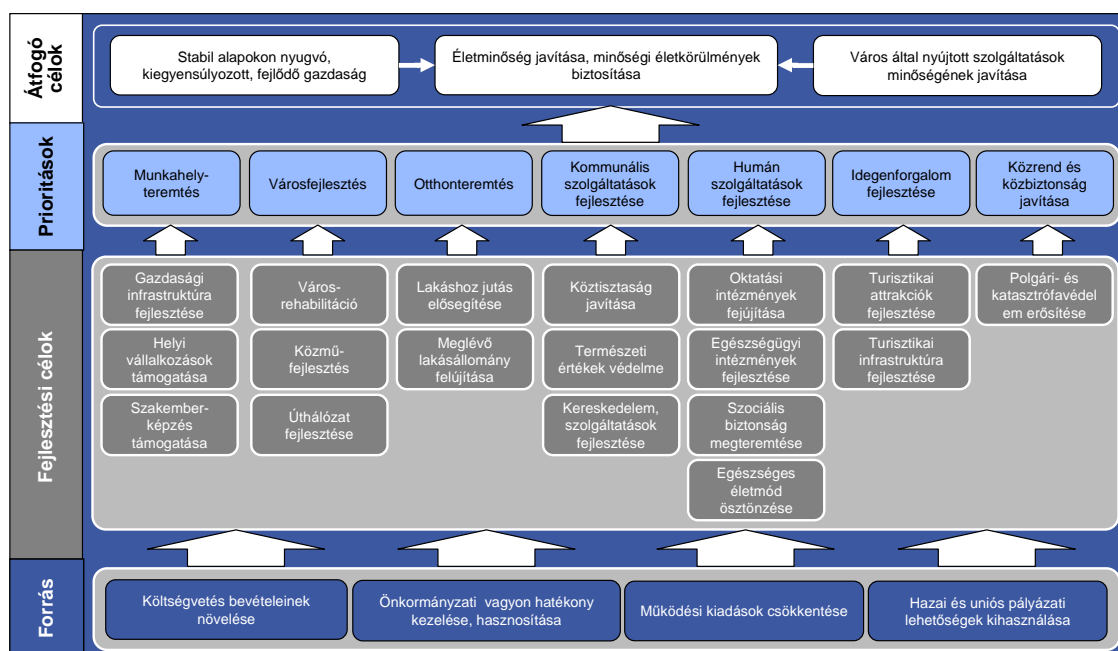 Átfogó
célok
Stabil alapokon nyugvó,
kiegyensúlyozott, fejlődő gazdaság
Életminőség javítása, minőségi életkörülmények
biztosítása
Város által nyújtott szolgáltatások
minőségének javítása
Prioritások
Munkahely-
teremtés
Városfejlesztés
Otthonteremtés
Kommunális
szolgáltatások
fejlesztése
Humán
szolgáltatások
fejlesztése
Idegenforgalom
fejlesztése
Közrend és
közbiztonság
javítása
Fejlesztési célok
Gazdasági
infrastruktúra
fejlesztése
Helyi
vállalkozások
támogatása
Szakember-
képzés
támogatása
Város-
rehabilitáció
Közmű-
fejlesztés
Úthálózat
fejlesztése
Lakáshoz jutás
elősegítése
Meglévő
lakásállomány
felújítása
Köztisztaság
javítása
Természeti
értékek védelme
Kereskedelem,
szolgáltatások
fejlesztése
Oktatási
intézmények
fejújítása
Egészségügyi
intézmények
fejlesztése
Szociális
biztonság
megteremtése
Egészséges
életmód
ösztönzése
Turisztikai
attrakciók
fejlesztése
Turisztikai
infrastruktúra
fejlesztése
Polgári- és
katasztrófavédel
em erősítése
Forrás
Költségvetés bevételeinek
növelése
Önkormányzati vagyon hatékony
kezelése, hasznosítása
Működési kiadások csökkentése
Hazai és uniós pályázati
lehetőségek kihasználása